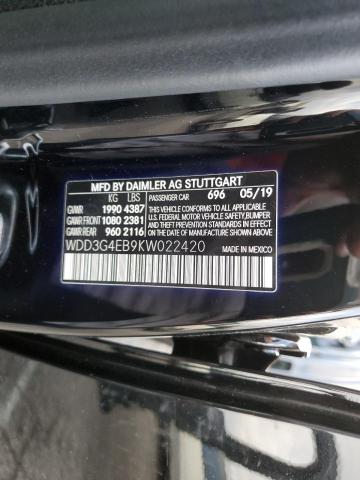 MFD BY DAIMLER AG STUTTGART
KG LBS PASSENGER CAR 696 05/19
GVWR 1990 4387 THIS VEHICLE CONFORMS TO ALL APPLICABLE
GAWR FRONT 1080 2381 U.S. FEDERAL MOTOR VEHICLE SAFETY, BUMPER,
GAWR REAR 960 2116 AND THEFT PREVENTION STANDARDS IN EFFECT ON THE DATE OF MANUFACTURE SHOWN ABOVE.
WDD3G4EB9KW022420 MADE IN MEXICO